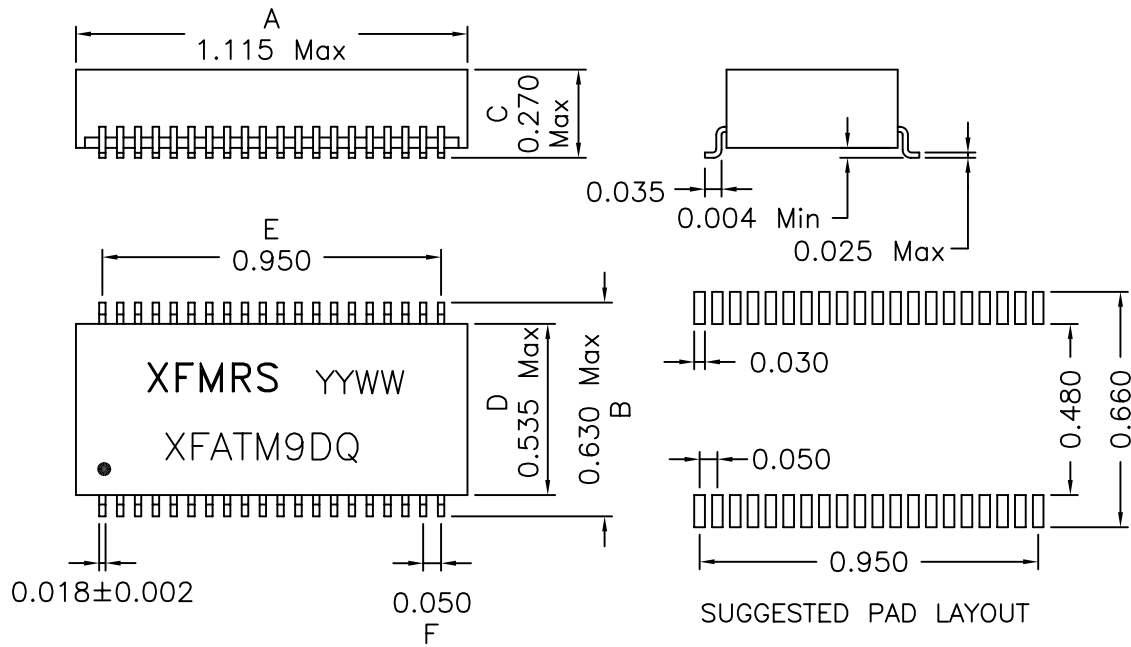 A
1.115 Max
C
0.270
Max
0.035
0.004 Min
0.025 Max
E
0.950
XFMRS YYWW
XFATM9DQ
D
0.535 Max
0.630 Max
B
0.018±0.002
0.050
F
0.030
0.480
0.660
0.050
0.950
SUGGESTED PAD LAYOUT